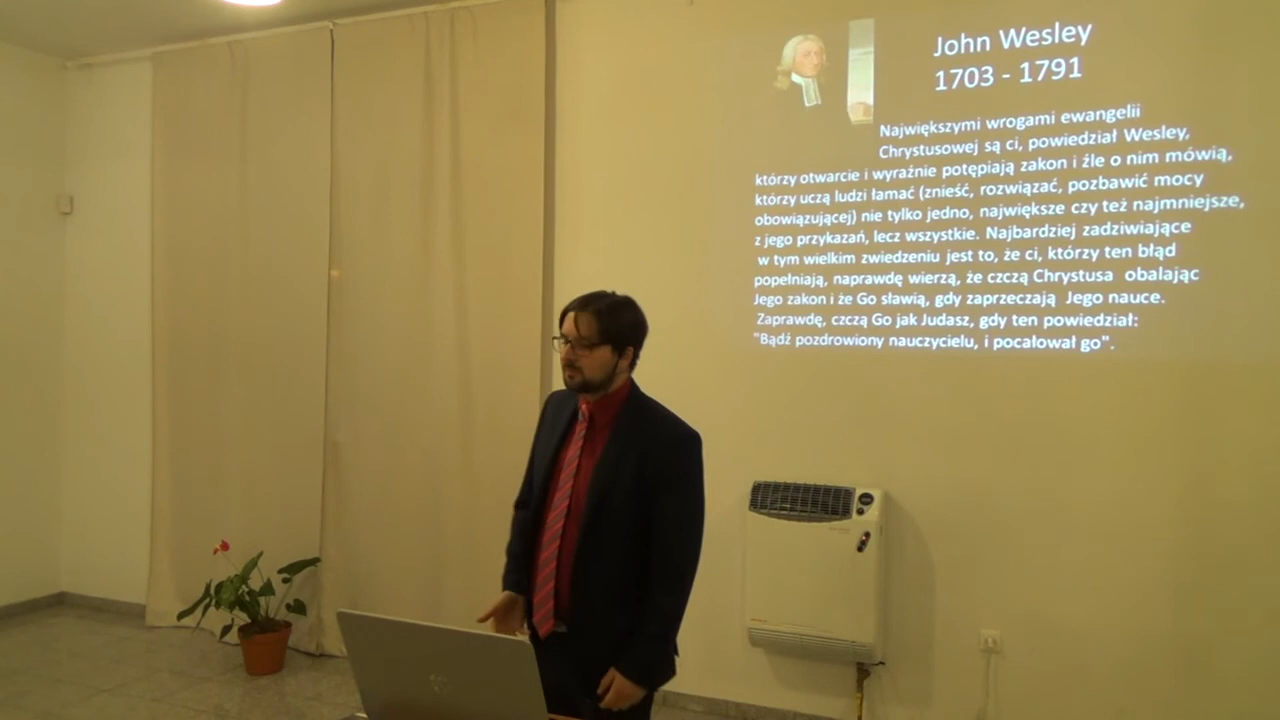 John Wesley
1703 - 1791
Największymi wrogami ewangelii
Chrystusowej są ci, powiedział Wesley,
którzy otwarcie i wyraźnie potępiają zakon i źle o nim mówią,
którzy uczą ludzi łamać (znieść, rozwiązać, pozbawić mocy
obowiązującej) nie tylko jedno, największe czy też najmniejsze,
z jego przykazań, lecz wszystkie. Najbardziej zadziwiające
w tym wielkim zwiedzeniu jest to, że ci, którzy ten błąd
popełniają, naprawdę wierzą, że czczą Chrystusa obalając
Jego zakon i że Go sławią, gdy zaprzeczają Jego nauce.
Zaprawdę, czczą Go jak Judasz, gdy ten powiedział:
"Bądź pozdrowiony nauczycielu, i pocałował go".